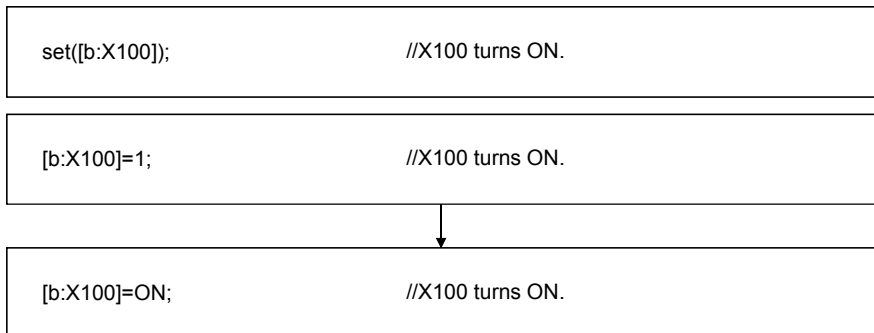 set([b:X100]); //X100 turns ON.
[b:X100]=1; //X100 turns ON.
[b:X100]=ON; //X100 turns ON.